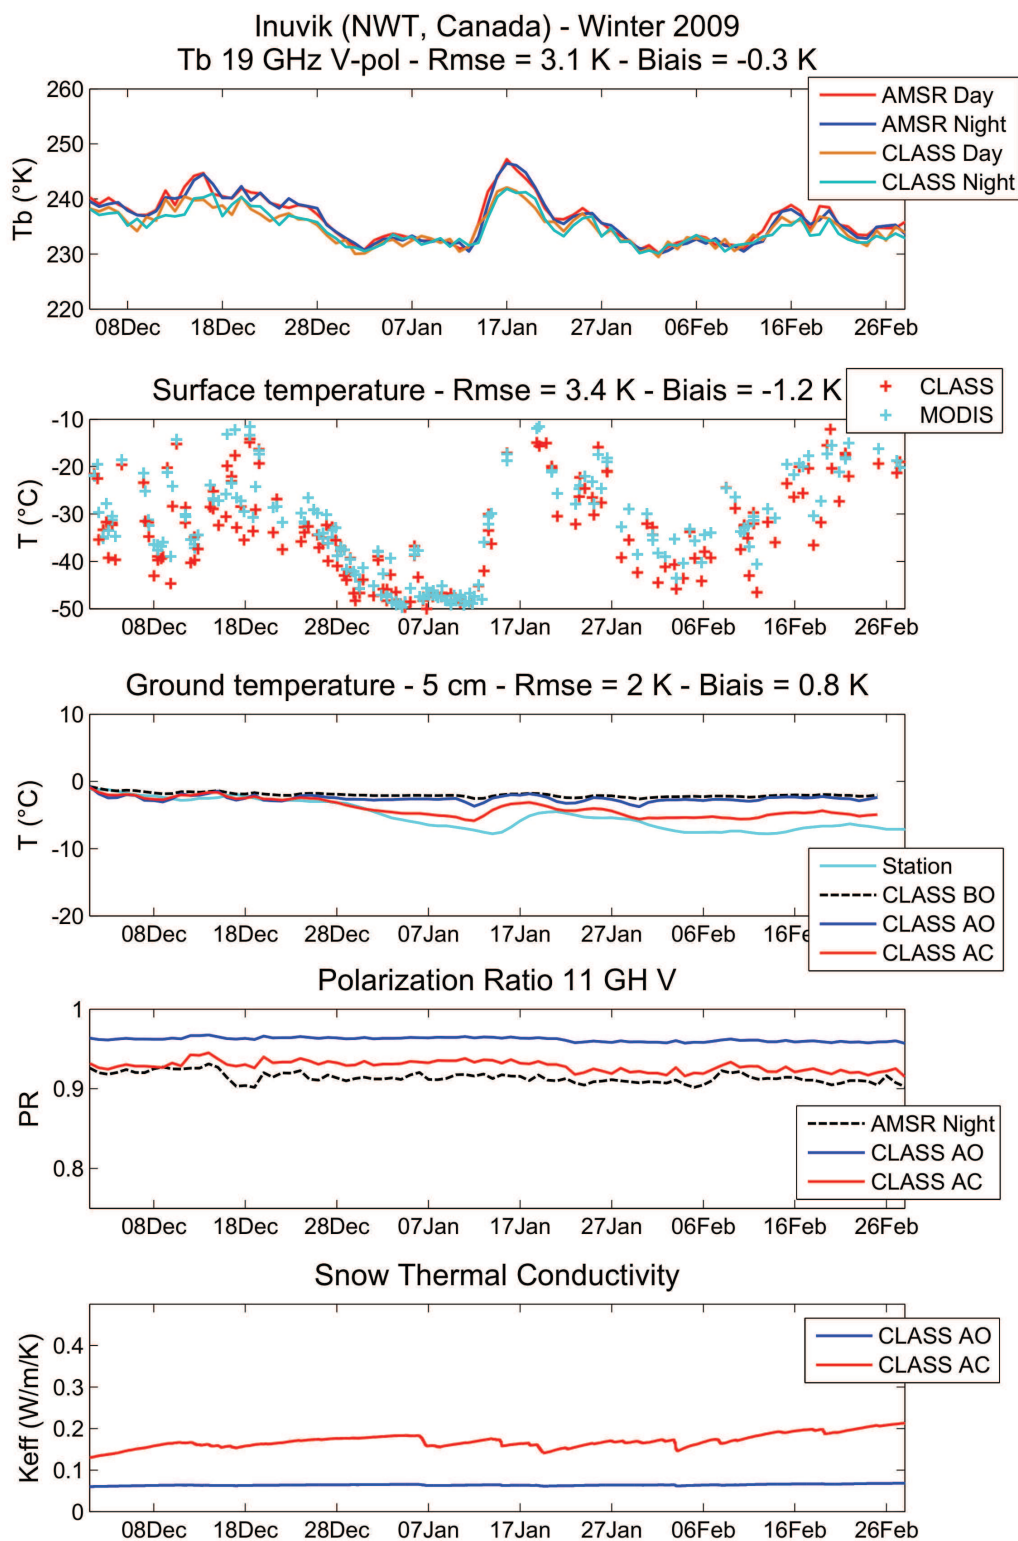 Inuvik (NWT, Canada) - Winter 2009
Tb 19 GHz V-pol - Rmse = 3.1 K - Biais = -0.3 K
AMSR Day
AMSR Night
CLASS Day
CLASS Night
Tb (°K)
260
250
240
230
220
08Dec 18Dec 28Dec 07Jan 17Jan 27Jan 06Feb 16Feb 26Feb
Surface temperature - Rmse = 3.4 K - Biais = -1.2 K
CLASS
MODIS
T (°C)
-10
-20
-30
-40
-50
08Dec 18Dec 28Dec 07Jan 17Jan 27Jan 06Feb 16Feb 26Feb
Ground temperature - 5 cm - Rmse = 2 K - Biais = 0.8 K
T (°C)
10
0
-10
-20
Station
CLASS BO
CLASS AO
CLASS AC
08Dec 18Dec 28Dec 07Jan 17Jan 27Jan 06Feb 16Fe
Polarization Ratio 11 GH V
PR
1
0.9
0.8
AMSR Night
CLASS AO
CLASS AC
08Dec 18Dec 28Dec 07Jan 17Jan 27Jan 06Feb 16Feb 26Feb
Snow Thermal Conductivity
Keff (W/m/K)
0.4
0.3
0.2
0.1
0
CLASS AO
CLASS AC
08Dec 18Dec 28Dec 07Jan 17Jan 27Jan 06Feb 16Feb 26Feb